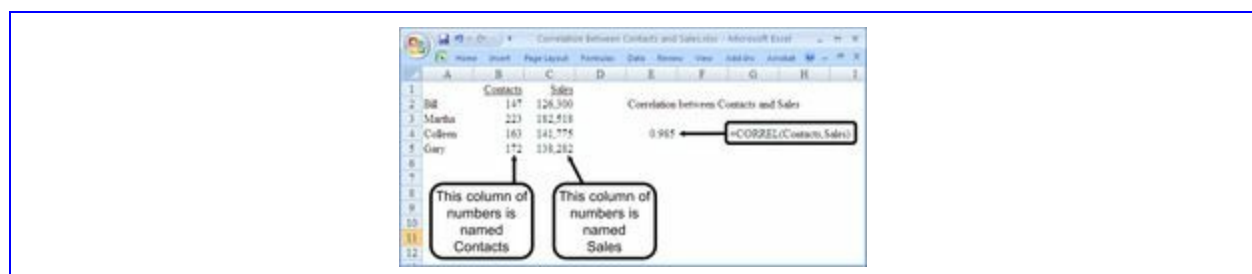 Correlation Between Contacts and Sales.xlsx - Microsoft Excel
Home Insert Page Layout Formulas Data Review View Add-Ins Acrobat
A B C D E F G H I
1 Contacts Sales
2 Bill 147 126,300 Correlation between Contacts and Sales
3 Martha 223 182,518
4 Colleen 163 141,775 0.985 =CORREL(Contacts,Sales)
5 Gary 172 138,282
6
7
8
9
10
11
12
This column of
numbers is
named
Contacts
This column of
numbers is
named
Sales